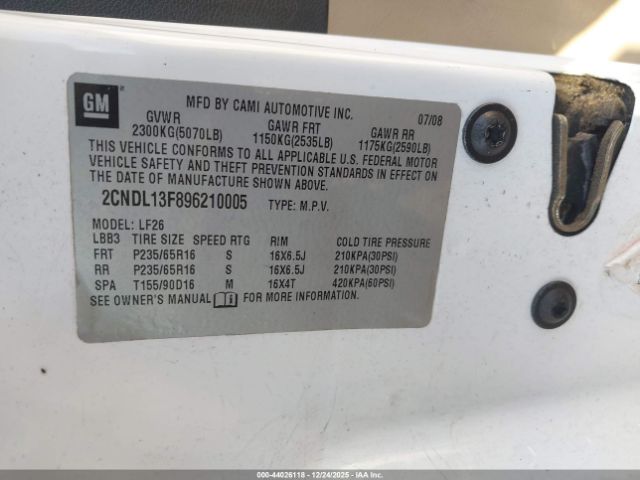 GM
MFD BY CAMI AUTOMOTIVE INC. 07/08
GVWR GAWR FRT GAWR RR
2300KG(5070LB) 1150KG(2535LB) 1175KG(2590LB)
THIS VEHICLE CONFORMS TO ALL APPLICABLE U.S. FEDERAL MOTOR
VEHICLE SAFETY AND THEFT PREVENTION STANDARDS IN EFFECT ON
THE DATE OF MANUFACTURE SHOWN ABOVE.
2CNDL13F896210005 TYPE: M.P.V.
MODEL: LF26
LBB3 TIRE SIZE SPEED RTG RIM COLD TIRE PRESSURE
FRT P235/65R16 S 16X6.5J 210KPA(30PSI)
RR P235/65R16 S 16X6.5J 210KPA(30PSI)
SPA T155/90D16 M 16X4T 420KPA(60PSI)
SEE OWNER'S MANUAL FOR MORE INFORMATION.
000-44026118 - 12/24/2025 - IAAI.COM